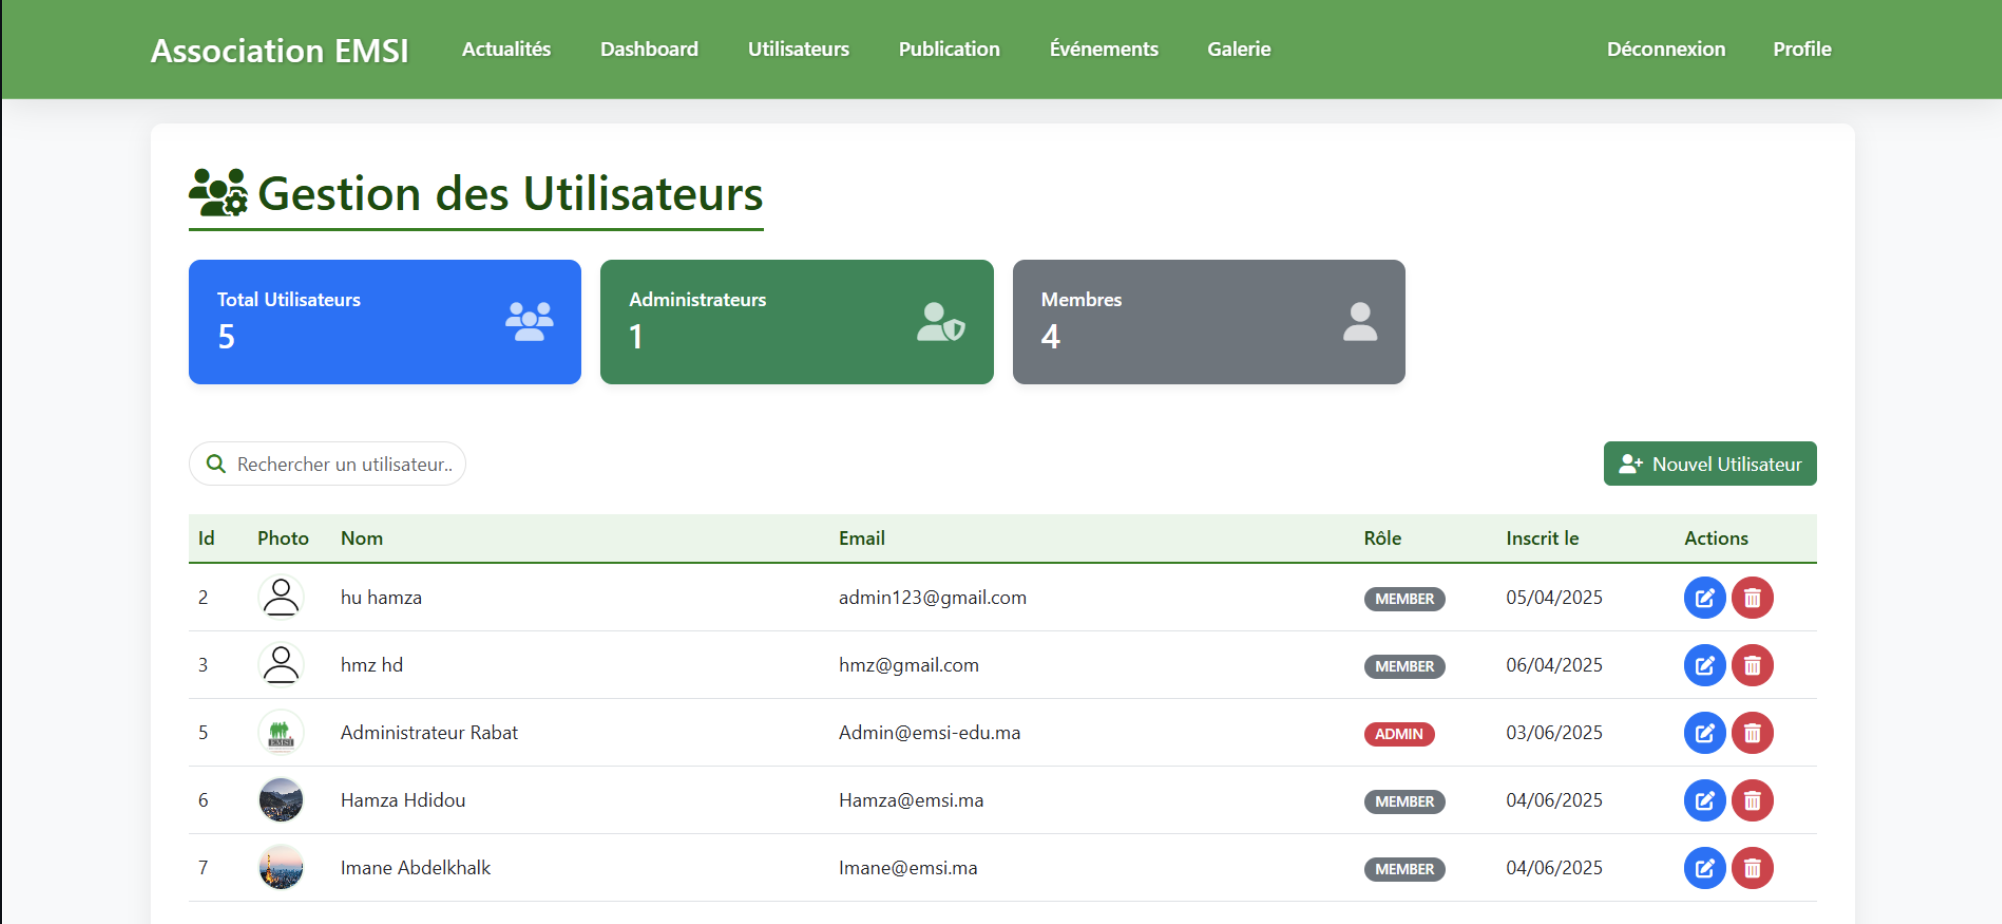 Association EMSI Actualités Dashboard Utilisateurs Publication Événements Galerie Déconnexion Profile
Gestion des Utilisateurs
Total Utilisateurs
5
Administrateurs
1
Membres
4
Rechercher un utilisateur..
Nouvel Utilisateur
Id Photo Nom Email Rôle Inscrit le Actions
2 hu hamza admin123@gmail.com MEMBER 05/04/2025
3 hmz hd hmz@gmail.com MEMBER 06/04/2025
5 EMSI Administrateur Rabat Admin@emsi-edu.ma ADMIN 03/06/2025
6 Hamza Hdidou Hamza@emsi.ma MEMBER 04/06/2025
7 Imane Abdelkhalk Imane@emsi.ma MEMBER 04/06/2025